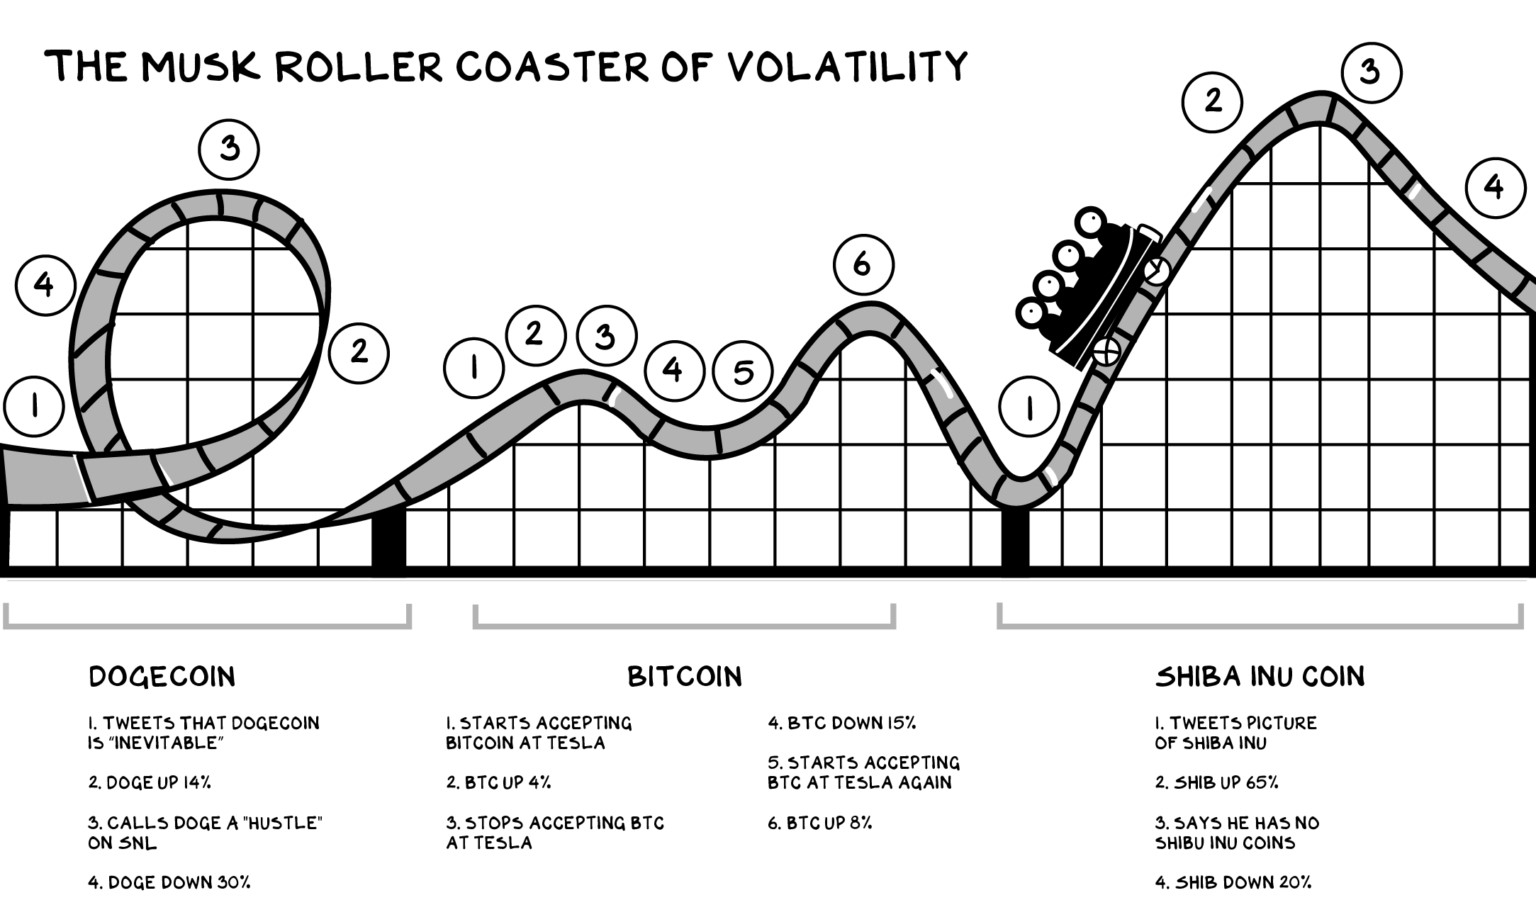 THE MUSK ROLLER COASTER OF VOLATILITY
3
4
1
2
1
2
3
4
5
6
1
2
3
4
DOGECOIN
1. TWEETS THAT DOGECOIN
IS "INEVITABLE"
2. DOGE UP 14%
3. CALLS DOGE A "HUSTLE"
ON SNL
4. DOGE DOWN 30%
BITCOIN
1. STARTS ACCEPTING
BITCOIN AT TESLA
2. BTC UP 4%
3. STOPS ACCEPTING BTC
AT TESLA
4. BTC DOWN 15%
5. STARTS ACCEPTING
BTC AT TESLA AGAIN
6. BTC UP 8%
SHIBA INU COIN
1. TWEETS PICTURE
OF SHIBA INU
2. SHIB UP 65%
3. SAYS HE HAS NO
SHIBU INU COINS
4. SHIB DOWN 20%